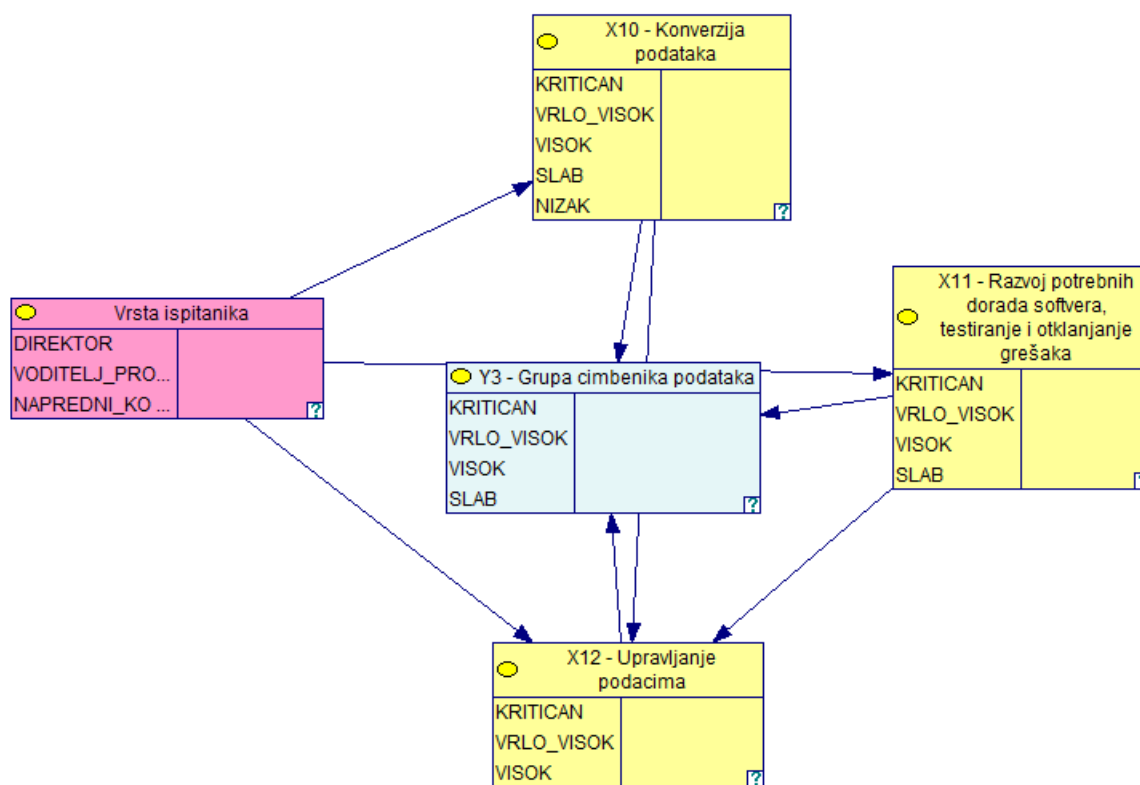 X10 - Konverzija
podataka
KRITICAN
VRLO_VISOK
VISOK
SLAB
NIZAK
?
Vrsta ispitanika
DIREKTOR
VODITELJ_PRO...
NAPREDNI_KO ...
?
Y3 - Grupa cimbenika podataka
KRITICAN
VRLO_VISOK
VISOK
SLAB
?
X11 - Razvoj potrebnih
dorada softvera,
testiranje i otklanjanje
grešaka
KRITICAN
VRLO_VISOK
VISOK
SLAB
?
X12 - Upravljanje
podacima
KRITICAN
VRLO_VISOK
VISOK
?